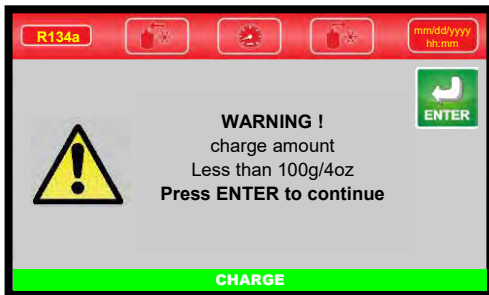 R134a
mm/dd/yyyy
hh:mm
ENTER
WARNING !
charge amount
Less than 100g/4oz
Press ENTER to continue
CHARGE